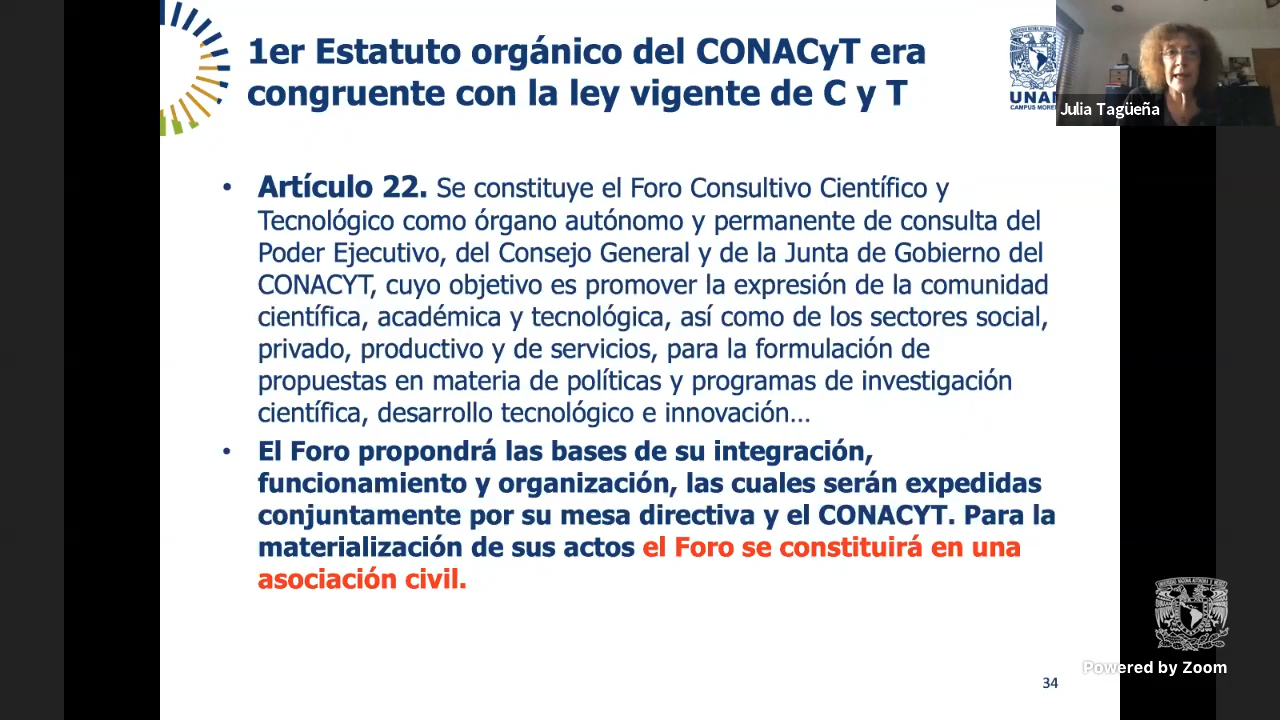 1er Estatuto orgánico del CONACyT era
congruente con la ley vigente de C y T
UNAM
CAMPUS MORE
Julia Tagüeña
• Artículo 22. Se constituye el Foro Consultivo Científico y
Tecnológico como órgano autónomo y permanente de consulta del
Poder Ejecutivo, del Consejo General y de la Junta de Gobierno del
CONACYT, cuyo objetivo es promover la expresión de la comunidad
científica, académica y tecnológica, así como de los sectores social,
privado, productivo y de servicios, para la formulación de
propuestas en materia de políticas y programas de investigación
científica, desarrollo tecnológico e innovación...
• El Foro propondrá las bases de su integración,
funcionamiento y organización, las cuales serán expedidas
conjuntamente por su mesa directiva y el CONACYT. Para la
materialización de sus actos el Foro se constituirá en una
asociación civil.
Powered by Zoom
34